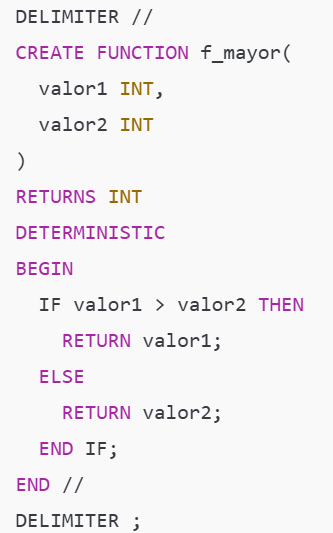 DELIMITER //
CREATE FUNCTION f_mayor(
  valor1 INT,
  valor2 INT
)
RETURNS INT
DETERMINISTIC
BEGIN
  IF valor1 > valor2 THEN
    RETURN valor1;
  ELSE
    RETURN valor2;
  END IF;
END //
DELIMITER ;